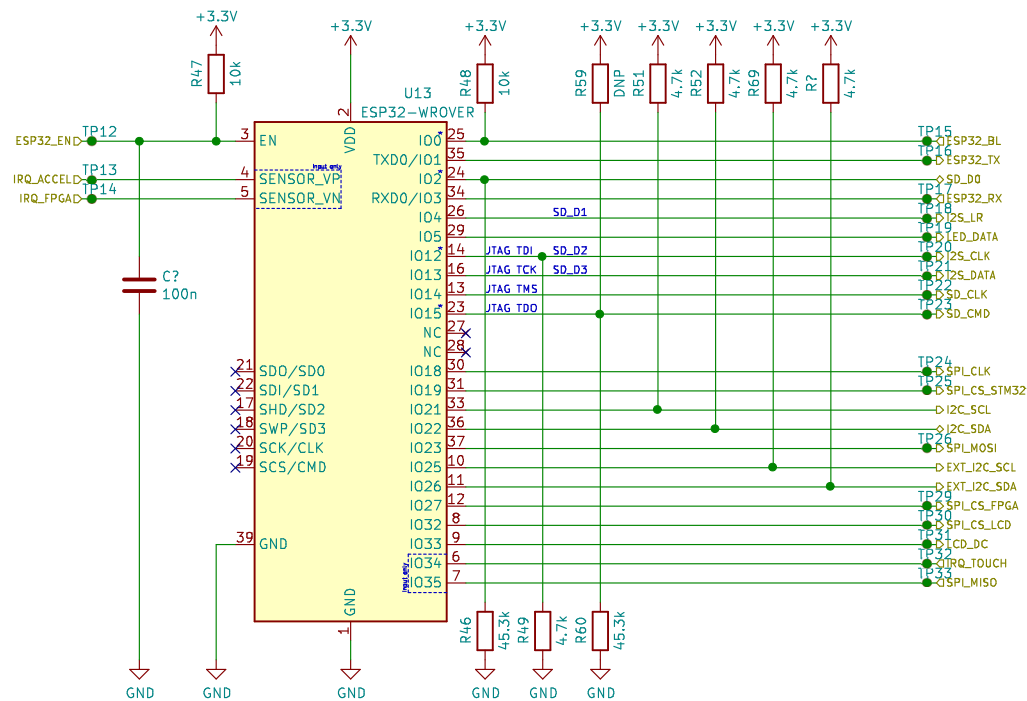 +3.3V
+3.3V
+3.3V
+3.3V
+3.3V
+3.3V
+3.3V
+3.3V
R47
10k
R48
10k
R59
DNP
R51
4.7k
R52
4.7k
R69
4.7k
R?
4.7k
U13
ESP32-WROVER
2
VDD
ESP32_EN
TP12
3
EN
IRQ_ACCEL
TP13
4
SENSOR_VP
Input only
IRQ_FPGA
TP14
5
SENSOR_VN
C?
100n
21
SDO/SD0
22
SDI/SD1
17
SHD/SD2
18
SWP/SD3
20
SCK/CLK
19
SCS/CMD
39
GND
GND
1
IO0
*
25
TP15
ESP32_BL
TXD0/IO1
35
TP16
ESP32_TX
IO2
*
24
SD_D0
RXD0/IO3
34
TP17
ESP32_RX
IO4
26
SD_D1
TP18
I2S_LR
IO5
29
TP19
LED_DATA
IO12
*
14
JTAG TDI
SD_D2
TP20
I2S_CLK
IO13
16
JTAG TCK
SD_D3
TP21
I2S_DATA
IO14
13
JTAG TMS
TP22
SD_CLK
IO15
*
23
JTAG TDO
TP23
SD_CMD
NC
27
NC
28
IO18
30
TP24
SPI_CLK
IO19
31
TP25
SPI_CS_STM32
IO21
33
I2C_SCL
IO22
36
I2C_SDA
IO23
37
TP26
SPI_MOSI
IO25
10
EXT_I2C_SCL
IO26
11
EXT_I2C_SDA
IO27
12
TP29
SPI_CS_FPGA
IO32
8
TP30
SPI_CS_LCD
IO33
9
TP31
LCD_DC
IO34
6
TP32
IRQ_TOUCH
Input only
IO35
7
TP33
SPI_MISO
R46
45.3k
R49
4.7k
R60
45.3k
GND
GND
GND
GND
GND
GND